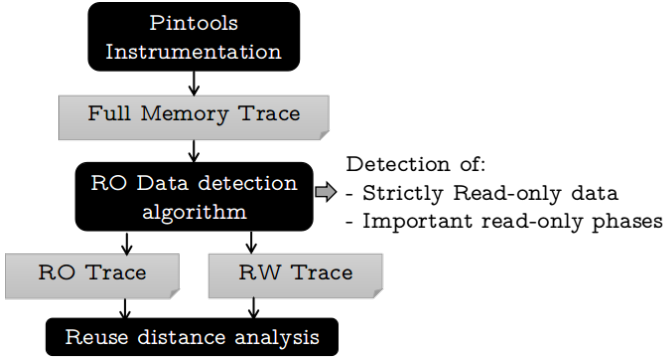 Pintools
Instrumentation
Full Memory Trace
RO Data detection
algorithm
Detection of:
- Strictly Read-only data
- Important read-only phases
RO Trace
RW Trace
Reuse distance analysis